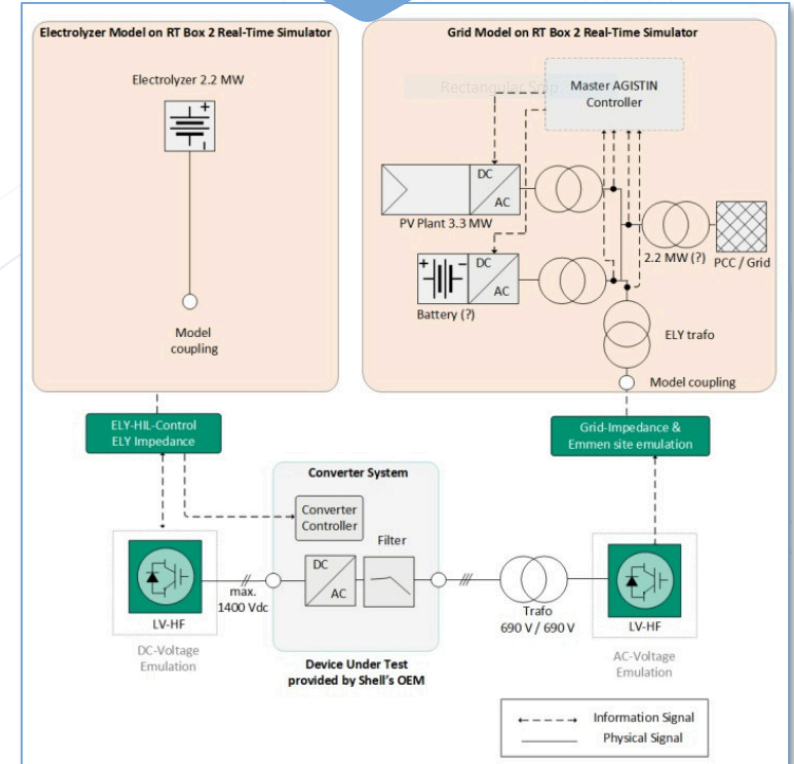 Electrolyzer Model on RT Box 2 Real-Time Simulator
Electrolyzer 2.2 MW
+
Model
coupling
Grid Model on RT Box 2 Real-Time Simulator
Rectangular Snip
Master AGISTIN
Controller
DC
AC
PV Plant 3.3 MW
+
DC
AC
Battery (?)
2.2 MW (?)
PCC / Grid
ELY trafo
Model coupling
ELY-HIL-Control
ELY Impedance
Grid-Impedance &
Emmen site emulation
Converter System
Converter
Controller
Filter
DC
AC
max.
1400 Vdc
LV-HF
DC-Voltage
Emulation
Device Under Test
provided by Shell's OEM
Trafo
690 V / 690 V
LV-HF
AC-Voltage
Emulation
Information Signal
Physical Signal